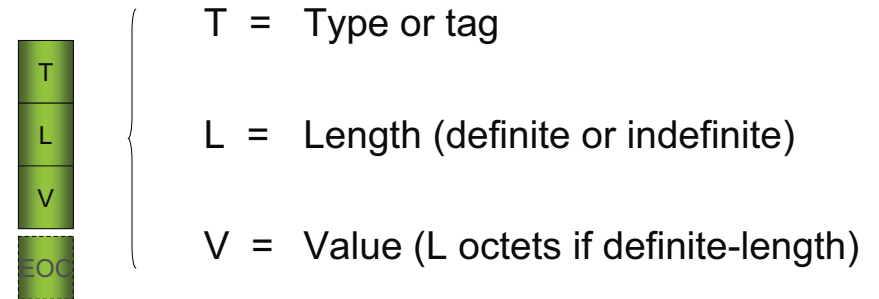 T
L
V
EOC
T = Type or tag
L = Length (definite or indefinite)
V = Value (L octets if definite-length)